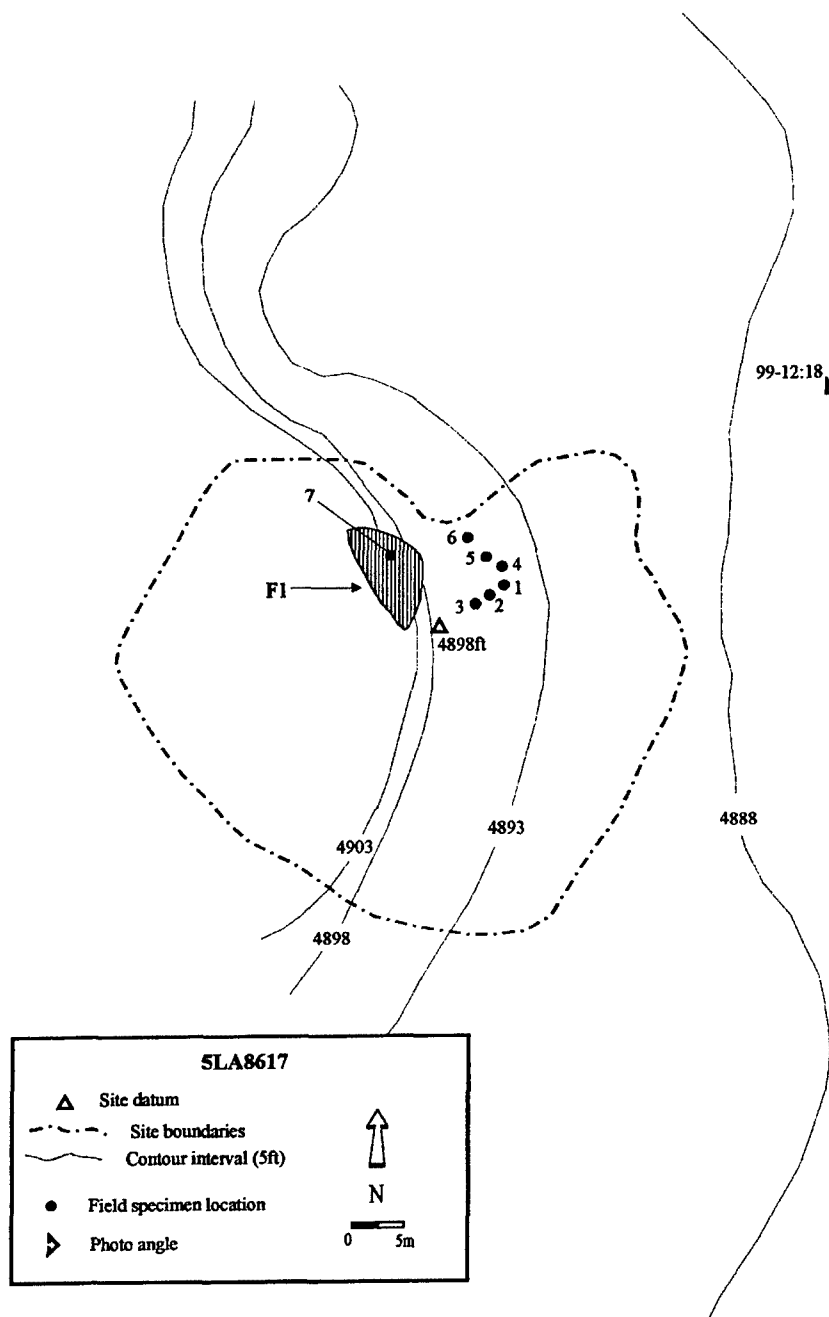 99-12:18
7
6
5
4
F1
1
3
2
4898ft
4903
4893
4888
4898
5LA8617
Site datum
Site boundaries
Contour interval (5ft)
Field specimen location
N
Photo angle
0 5m